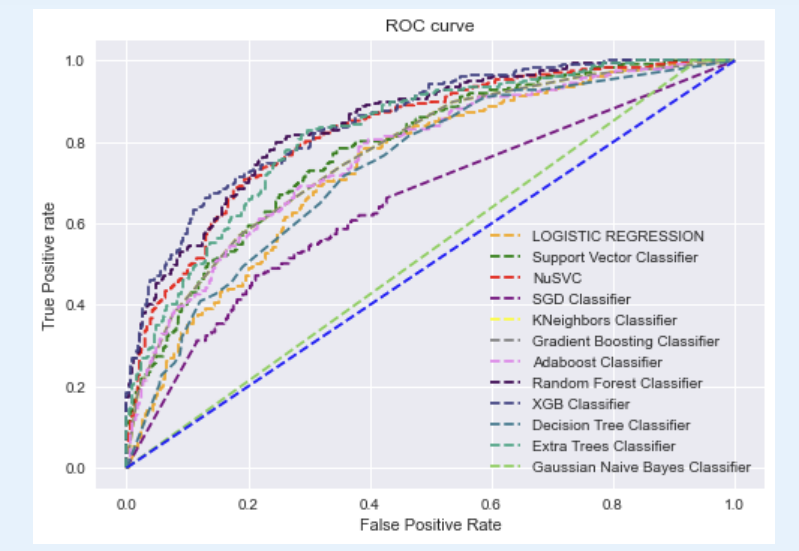 ROC curve
1.0
0.8
0.6
0.4
0.2
0.0
True Positive rate
LOGISTIC REGRESSION
Support Vector Classifier
NuSVC
SGD Classifier
KNeighbors Classifier
Gradient Boosting Classifier
Adaboost Classifier
Random Forest Classifier
XGB Classifier
Decision Tree Classifier
Extra Trees Classifier
Gaussian Naive Bayes Classifier
0.0 0.2 0.4 0.6 0.8 1.0
False Positive Rate